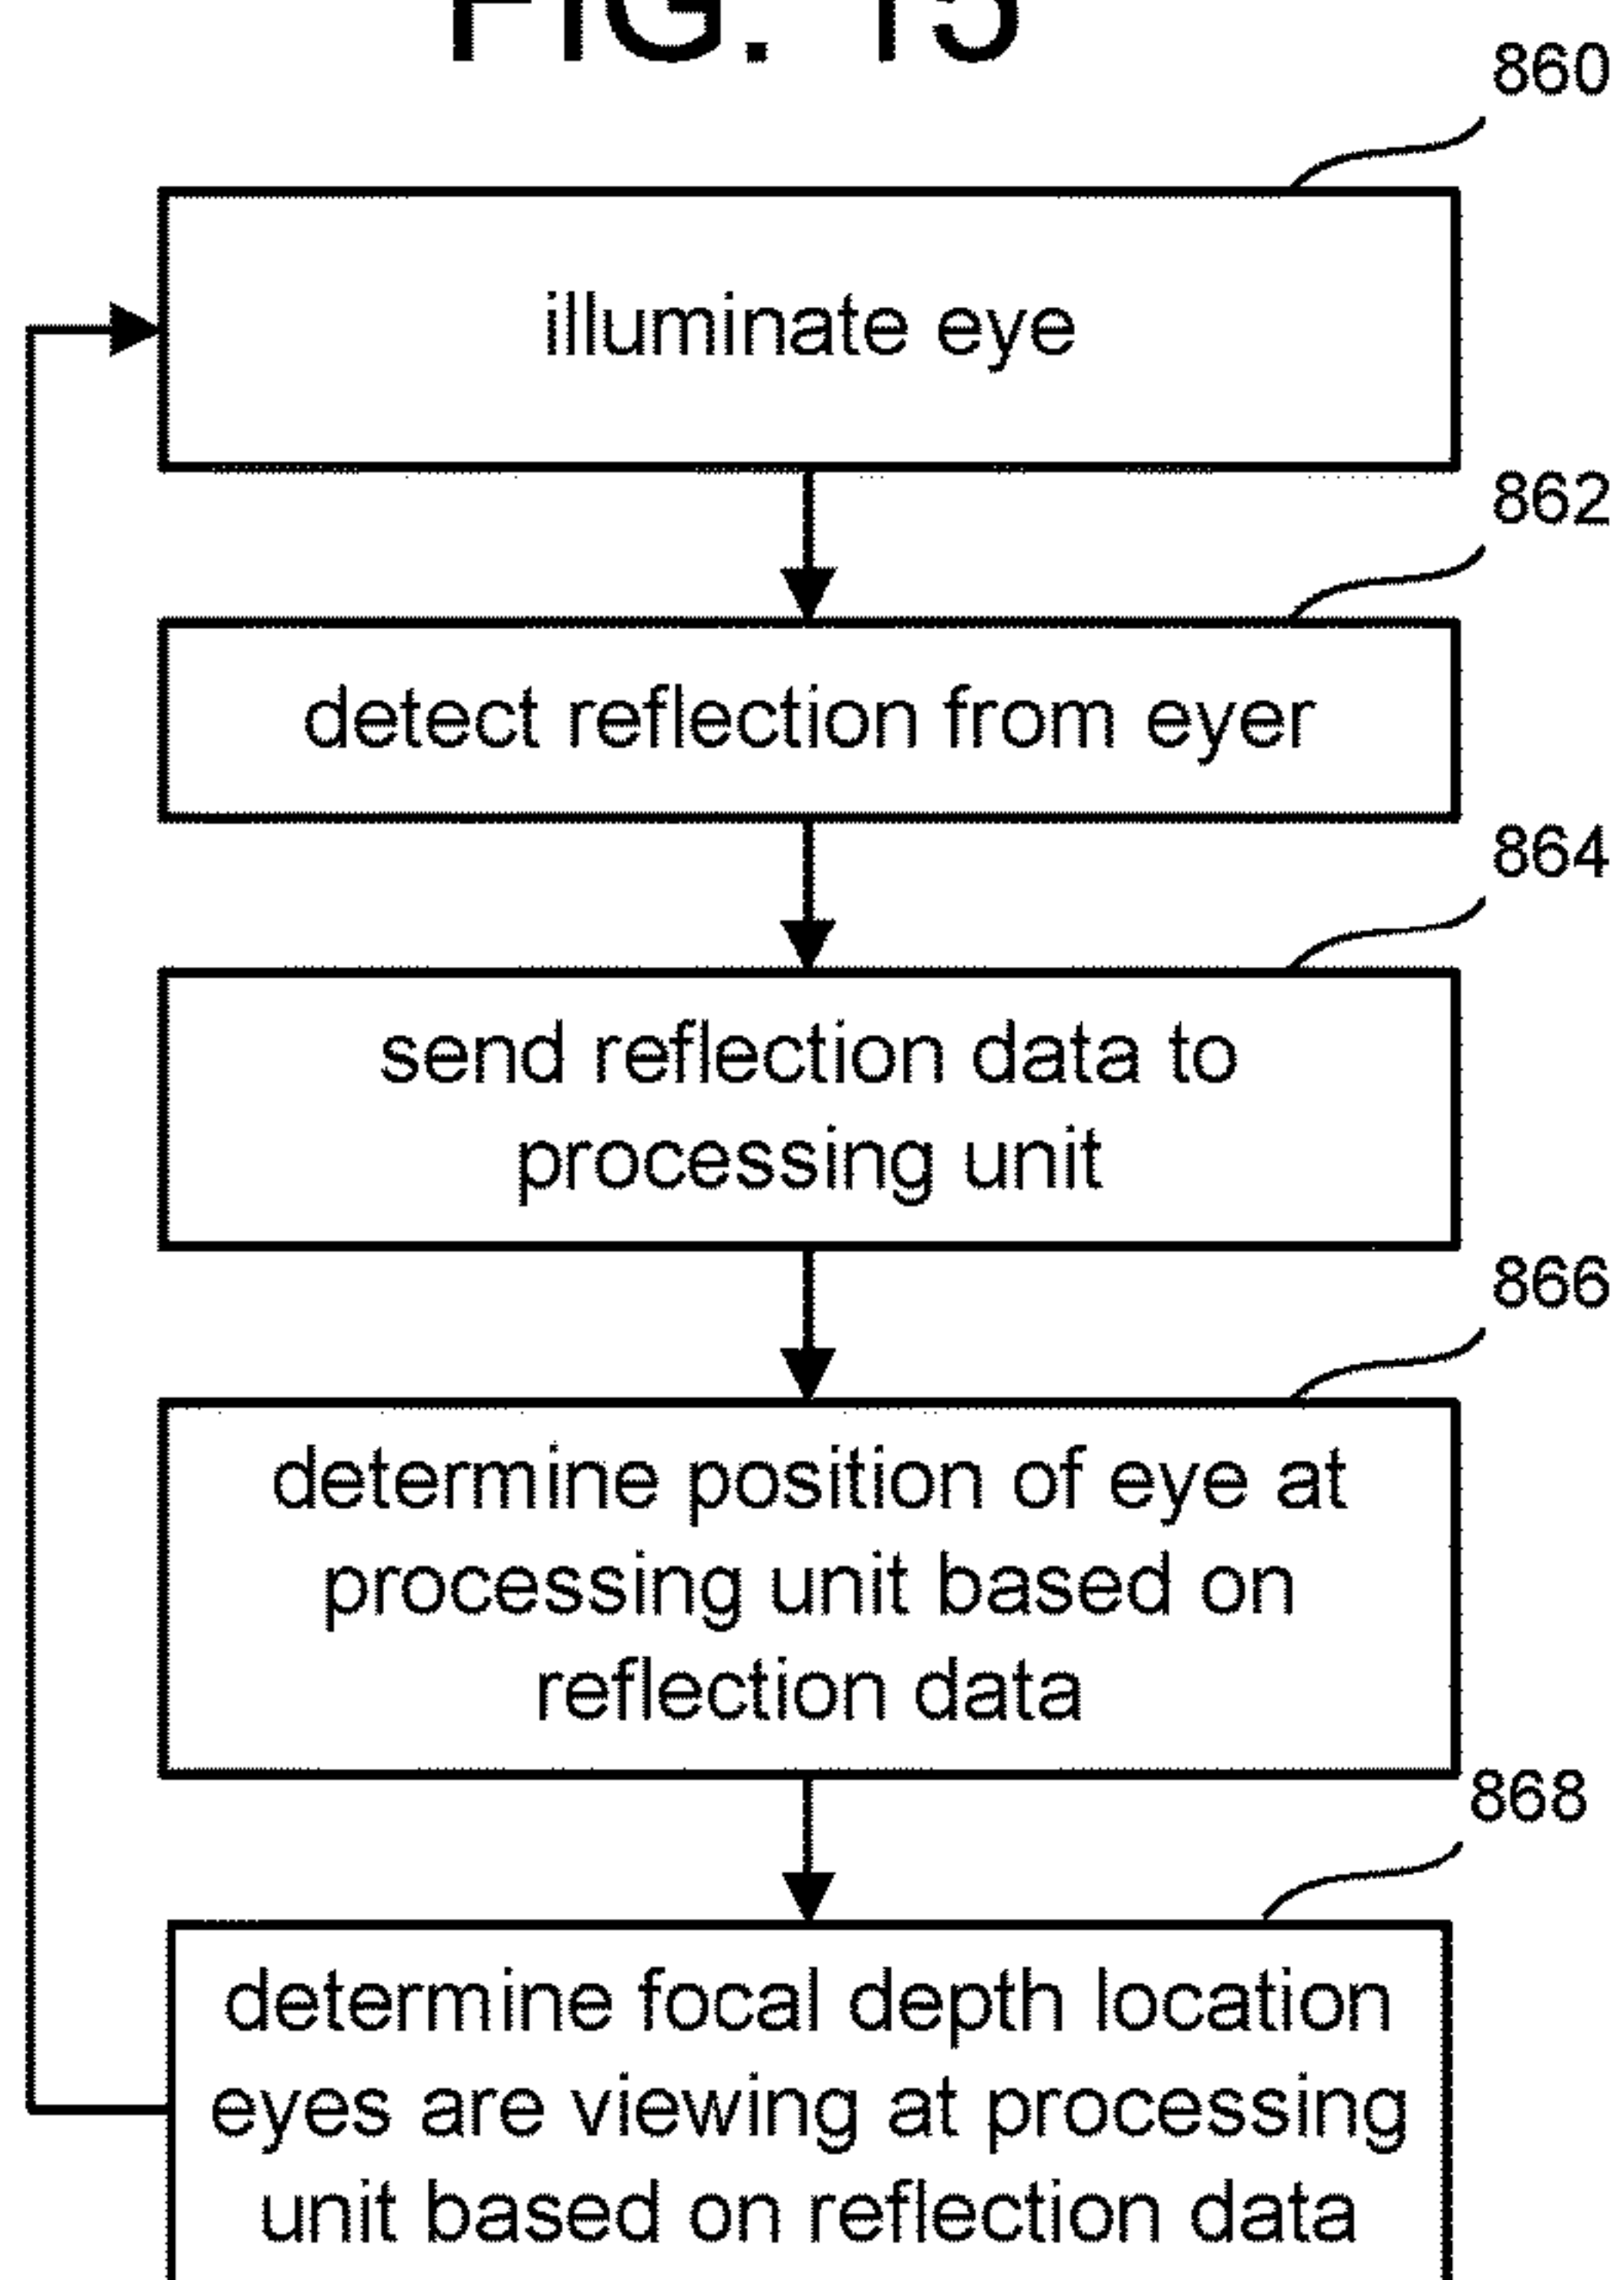 FIG. 15
860
illuminate eye
862
detect reflection from eyer
864
send reflection data to
processing unit
866
determine position of eye at
processing unit based on
reflection data
868
determine focal depth location
eyes are viewing at processing
unit based on reflection data